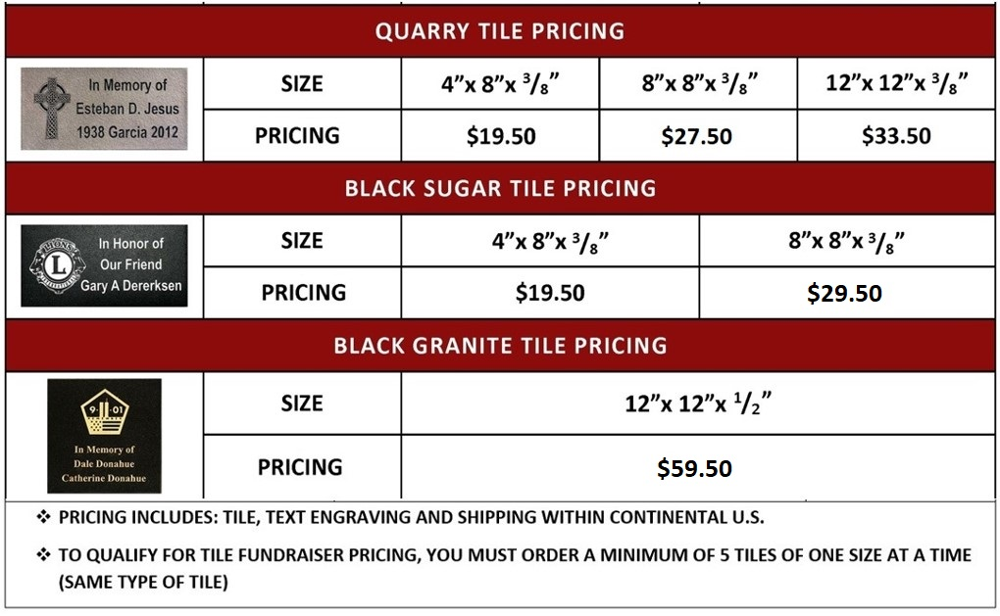 QUARRY TILE PRICING
In Memory of
Esteban D. Jesus
1938 Garcia 2012
SIZE 4”x 8”x 3/8” 8”x 8”x 3/8” 12”x 12”x 3/8”
PRICING $19.50 $27.50 $33.50
BLACK SUGAR TILE PRICING
LIONS
L
INTERNATIONAL
In Honor of
Our Friend
Gary A Dererksen
SIZE 4”x 8”x 3/8” 8”x 8”x 3/8”
PRICING $19.50 $29.50
BLACK GRANITE TILE PRICING
9 · 01
In Memory of
Dale Donahue
Catherine Donahue
SIZE 12”x 12”x 1/2”
PRICING $59.50
❖ PRICING INCLUDES: TILE, TEXT ENGRAVING AND SHIPPING WITHIN CONTINENTAL U.S.
❖ TO QUALIFY FOR TILE FUNDRAISER PRICING, YOU MUST ORDER A MINIMUM OF 5 TILES OF ONE SIZE AT A TIME
(SAME TYPE OF TILE)